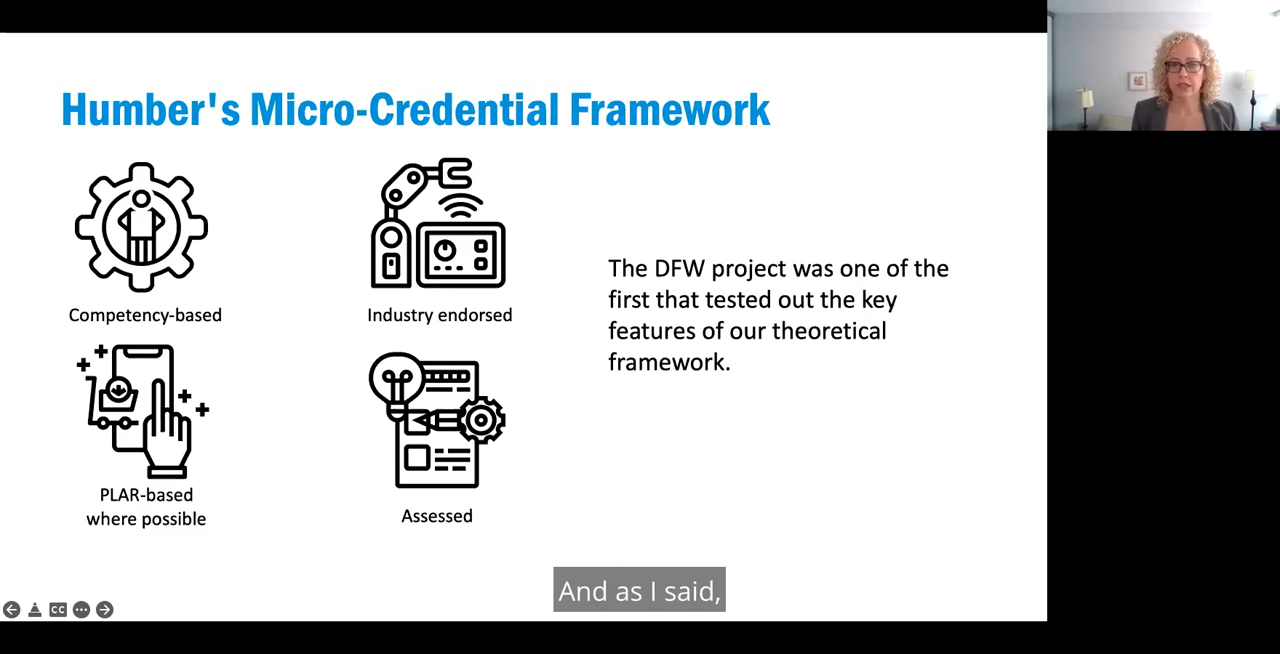 Humber's Micro-Credential Framework
Competency-based
Industry endorsed
The DFW project was one of the
first that tested out the key
features of our theoretical
framework.
PLAR-based
where possible
Assessed
And as I said,
CC